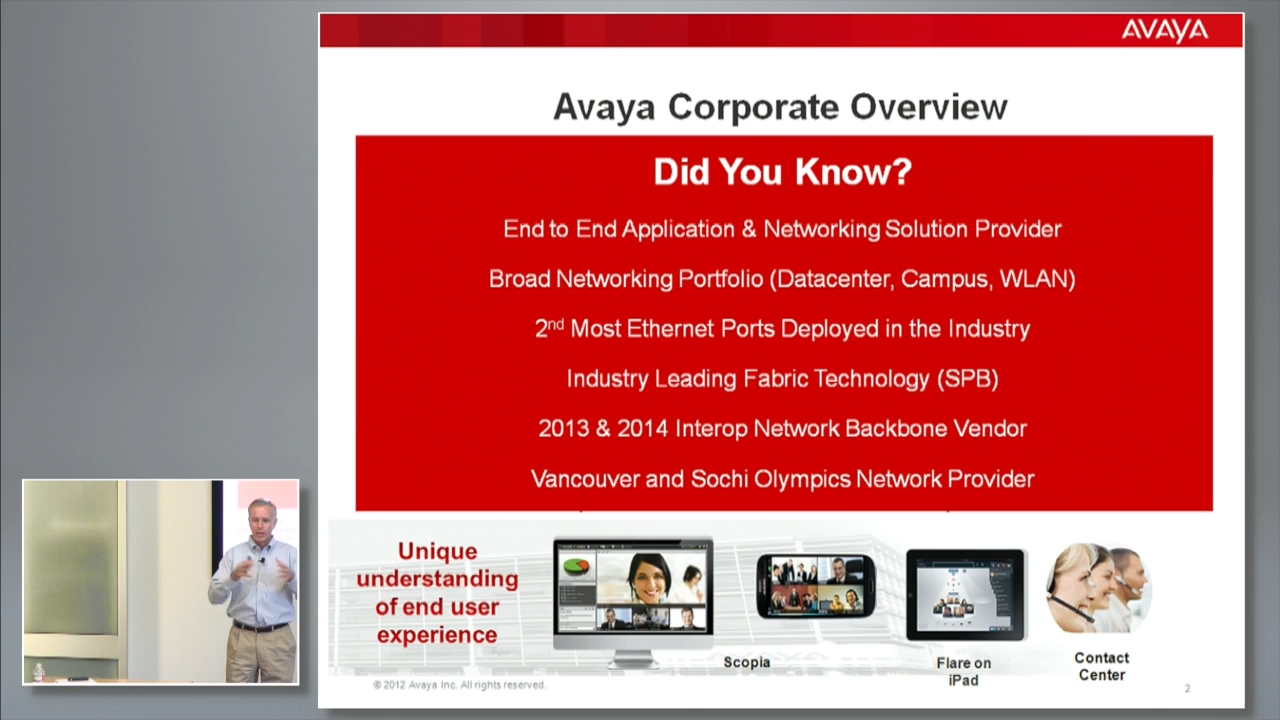 AVAYA
Avaya Corporate Overview
Did You Know?
End to End Application & Networking Solution Provider
Broad Networking Portfolio (Datacenter, Campus, WLAN)
2nd Most Ethernet Ports Deployed in the Industry
Industry Leading Fabric Technology (SPB)
2013 & 2014 Interop Network Backbone Vendor
Vancouver and Sochi Olympics Network Provider
Unique
understanding
of end user
experience
Scopia
Flare on
iPad
Contact
Center
© 2012 Avaya Inc. All rights reserved.
2